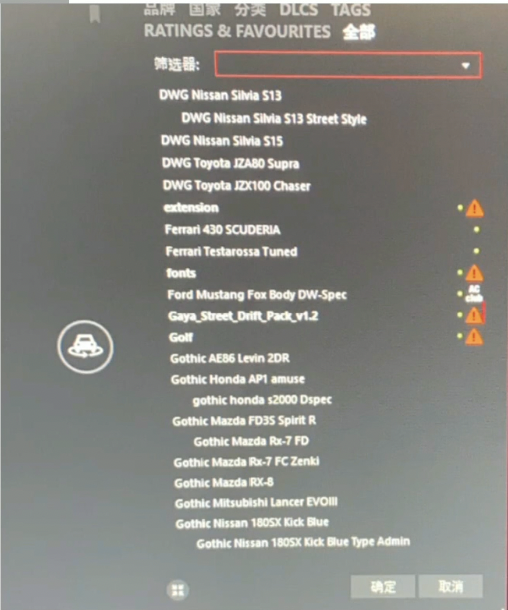 品牌 国家 分类 DLCS TAGS
RATINGS & FAVOURITES 全部
筛选器:
DWG Nissan Silvia S13
DWG Nissan Silvia S13 Street Style
DWG Nissan Silvia S15
DWG Toyota JZA80 Supra
DWG Toyota JZX100 Chaser
extension
Ferrari 430 SCUDERIA
Ferrari Testarossa Tuned
fonts
Ford Mustang Fox Body DW-Spec
AC club
Gaya_Street_Drift_Pack_v1.2
Golf
Gothic AE86 Levin 2DR
Gothic Honda AP1 amuse
gothic honda s2000 Dspec
Gothic Mazda FD3S Spirit R
Gothic Mazda Rx-7 FD
Gothic Mazda Rx-7 FC Zenki
Gothic Mazda RX-8
Gothic Mitsubishi Lancer EVOIII
Gothic Nissan 180SX Kick Blue
Gothic Nissan 180SX Kick Blue Type Admin
确定 取消